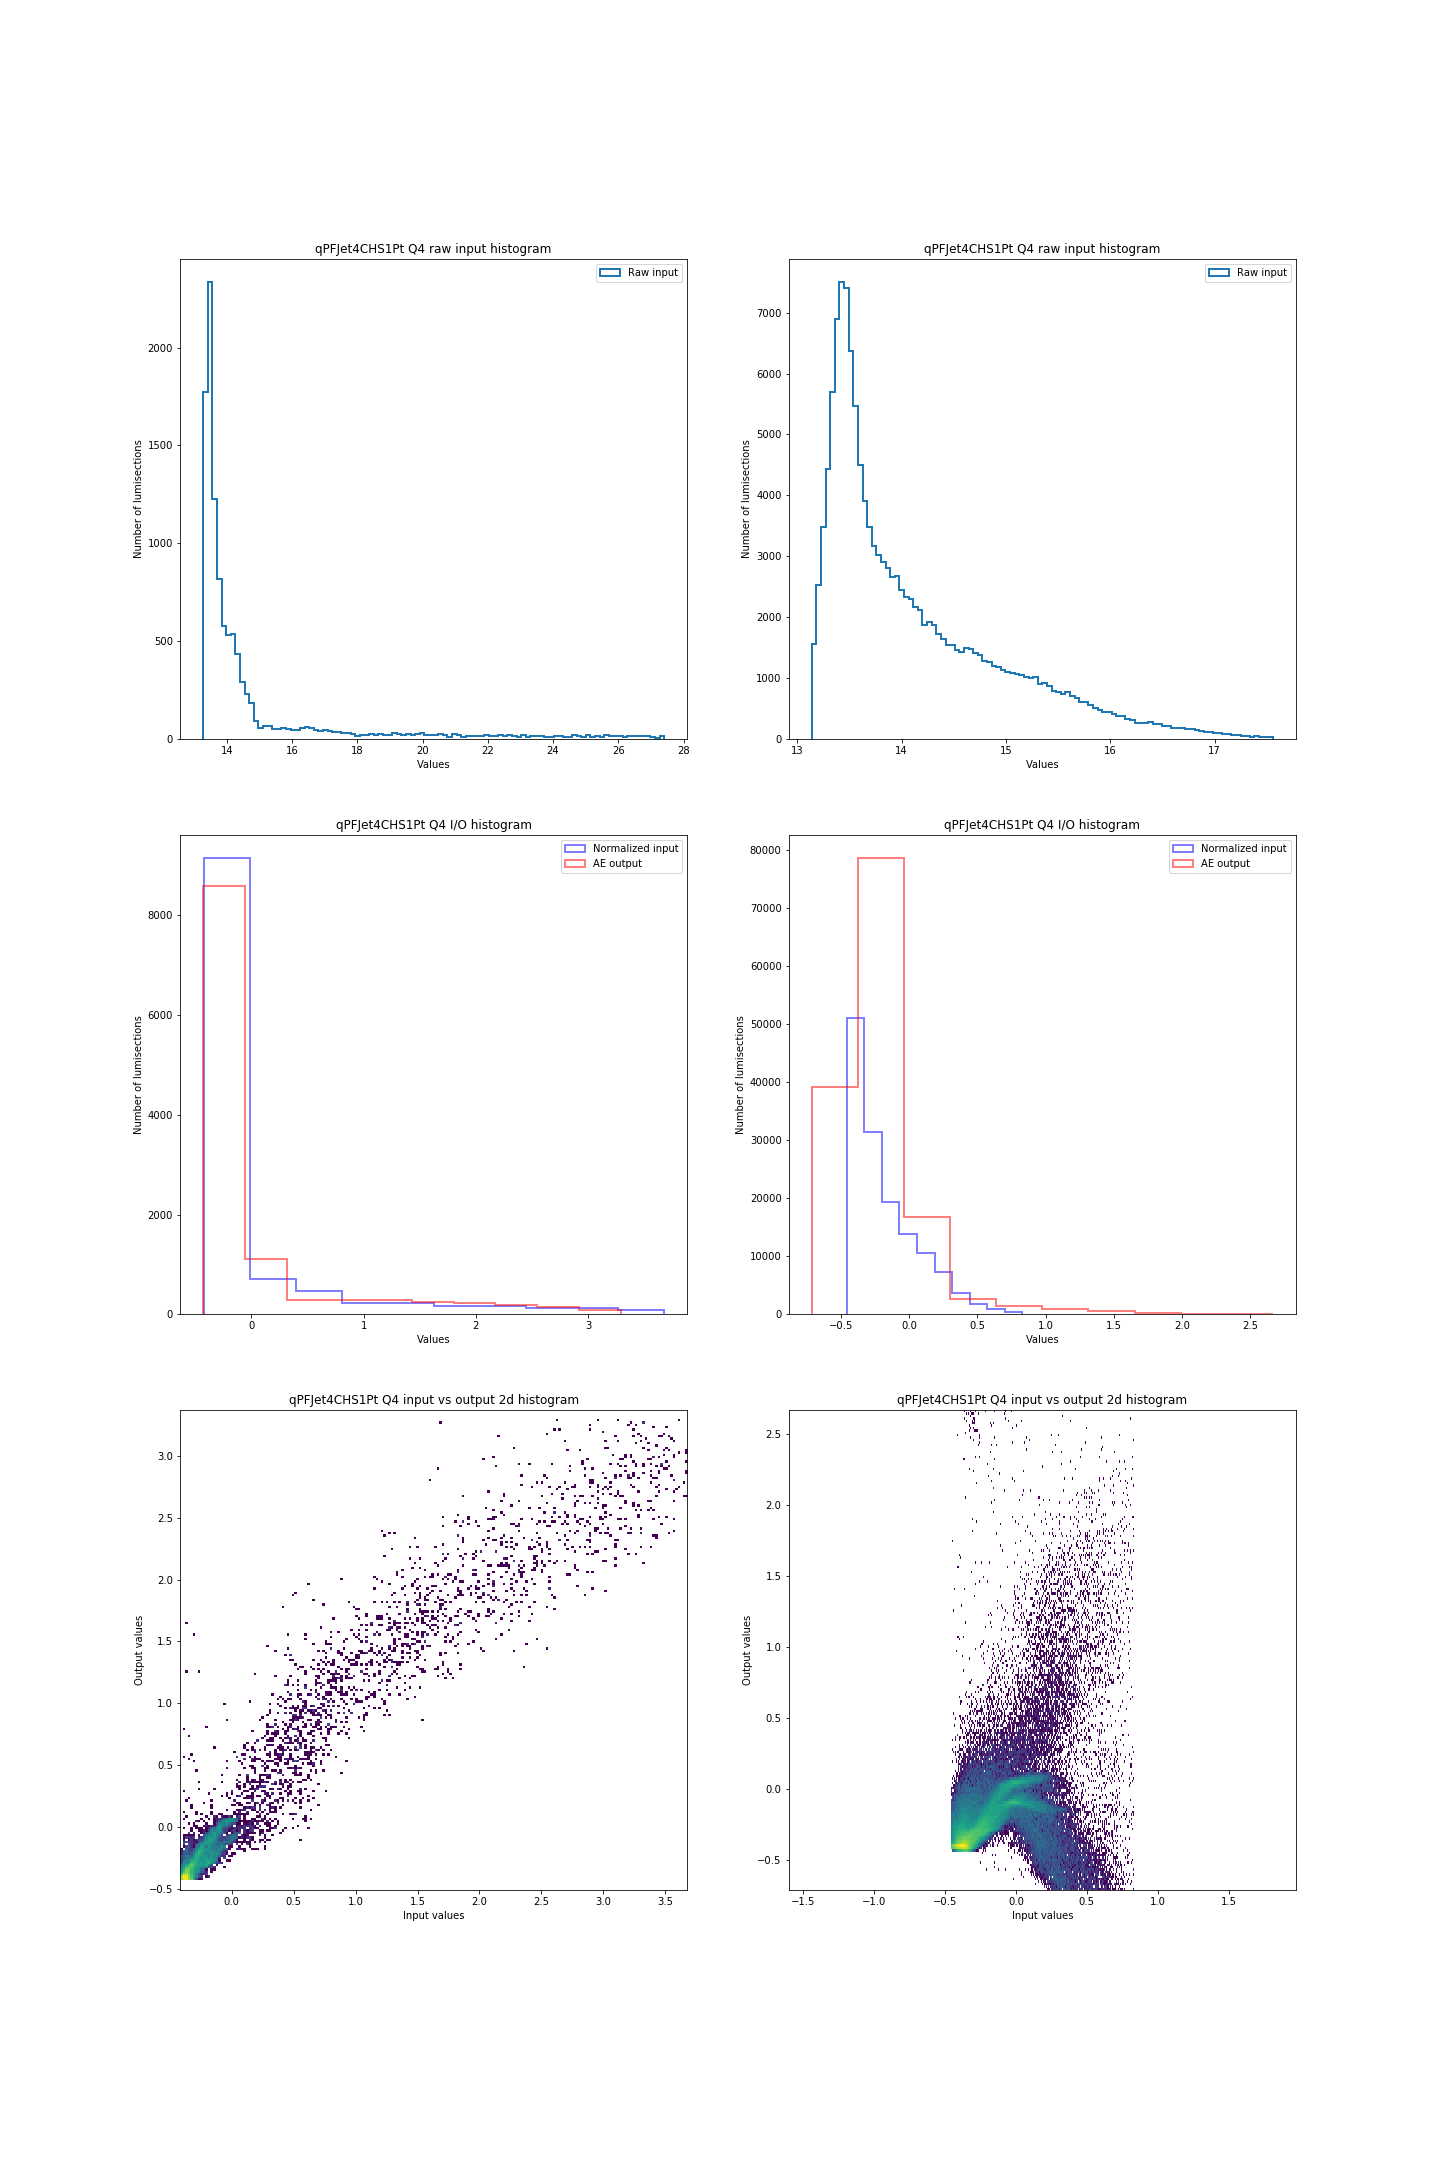 qPFJet4CHS1Pt Q4 raw input histogram
Raw input
Number of lumisections
2000
1500
1000
500
0
14 16 18 20 22 24 26 28
Values
qPFJet4CHS1Pt Q4 raw input histogram
Raw input
Number of lumisections
7000
6000
5000
4000
3000
2000
1000
0
13 14 15 16 17
Values
qPFJet4CHS1Pt Q4 I/O histogram
Normalized input
AE output
Number of lumisections
8000
6000
4000
2000
0
0 1 2 3
Values
qPFJet4CHS1Pt Q4 I/O histogram
Normalized input
AE output
Number of lumisections
80000
70000
60000
50000
40000
30000
20000
10000
0
−0.5 0.0 0.5 1.0 1.5 2.0 2.5
Values
qPFJet4CHS1Pt Q4 input vs output 2d histogram
Output values
3.0
2.5
2.0
1.5
1.0
0.5
0.0
−0.5
0.0 0.5 1.0 1.5 2.0 2.5 3.0 3.5
Input values
qPFJet4CHS1Pt Q4 input vs output 2d histogram
Output values
2.5
2.0
1.5
1.0
0.5
0.0
−0.5
−1.5 −1.0 −0.5 0.0 0.5 1.0 1.5
Input values